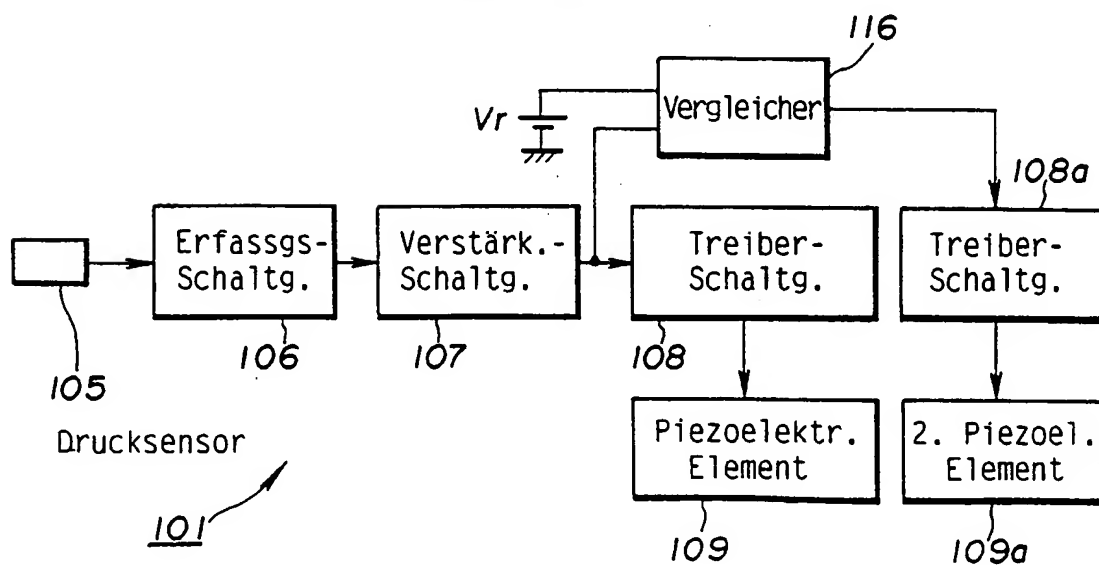 116
Vergleicher
Vr
108a
Erfassgs-
Schaltg.
Verstärk.-
Schaltg.
Treiber-
Schaltg.
Treiber-
Schaltg.
105
106
107
108
Drucksensor
Piezoelektr.
Element
2. Piezoel.
Element
101
109
109a